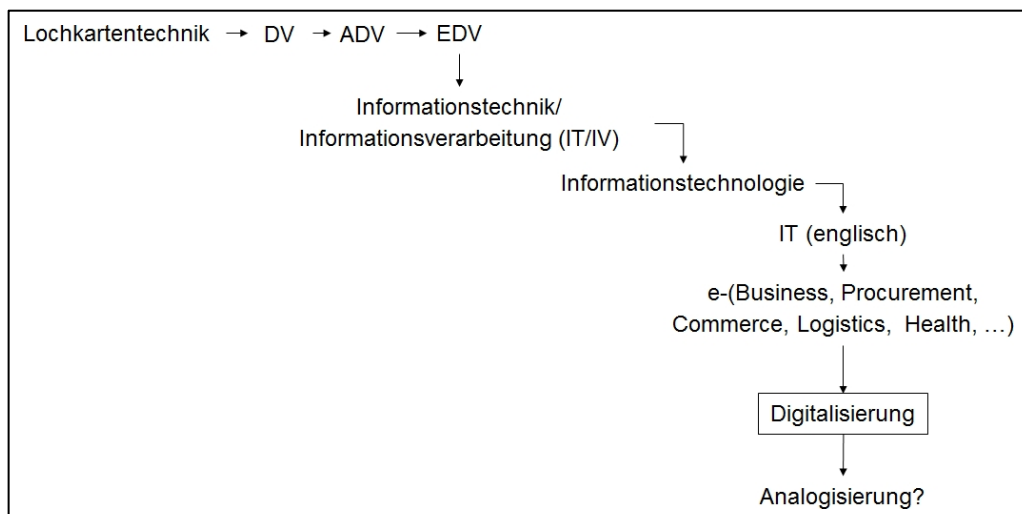 Lochkartentechnik → DV → ADV → EDV
Informationstechnik/
Informationsverarbeitung (IT/IV)
Informationstechnologie
IT (englisch)
e-(Business, Procurement,
Commerce, Logistics, Health, …)
Digitalisierung
Analogisierung?